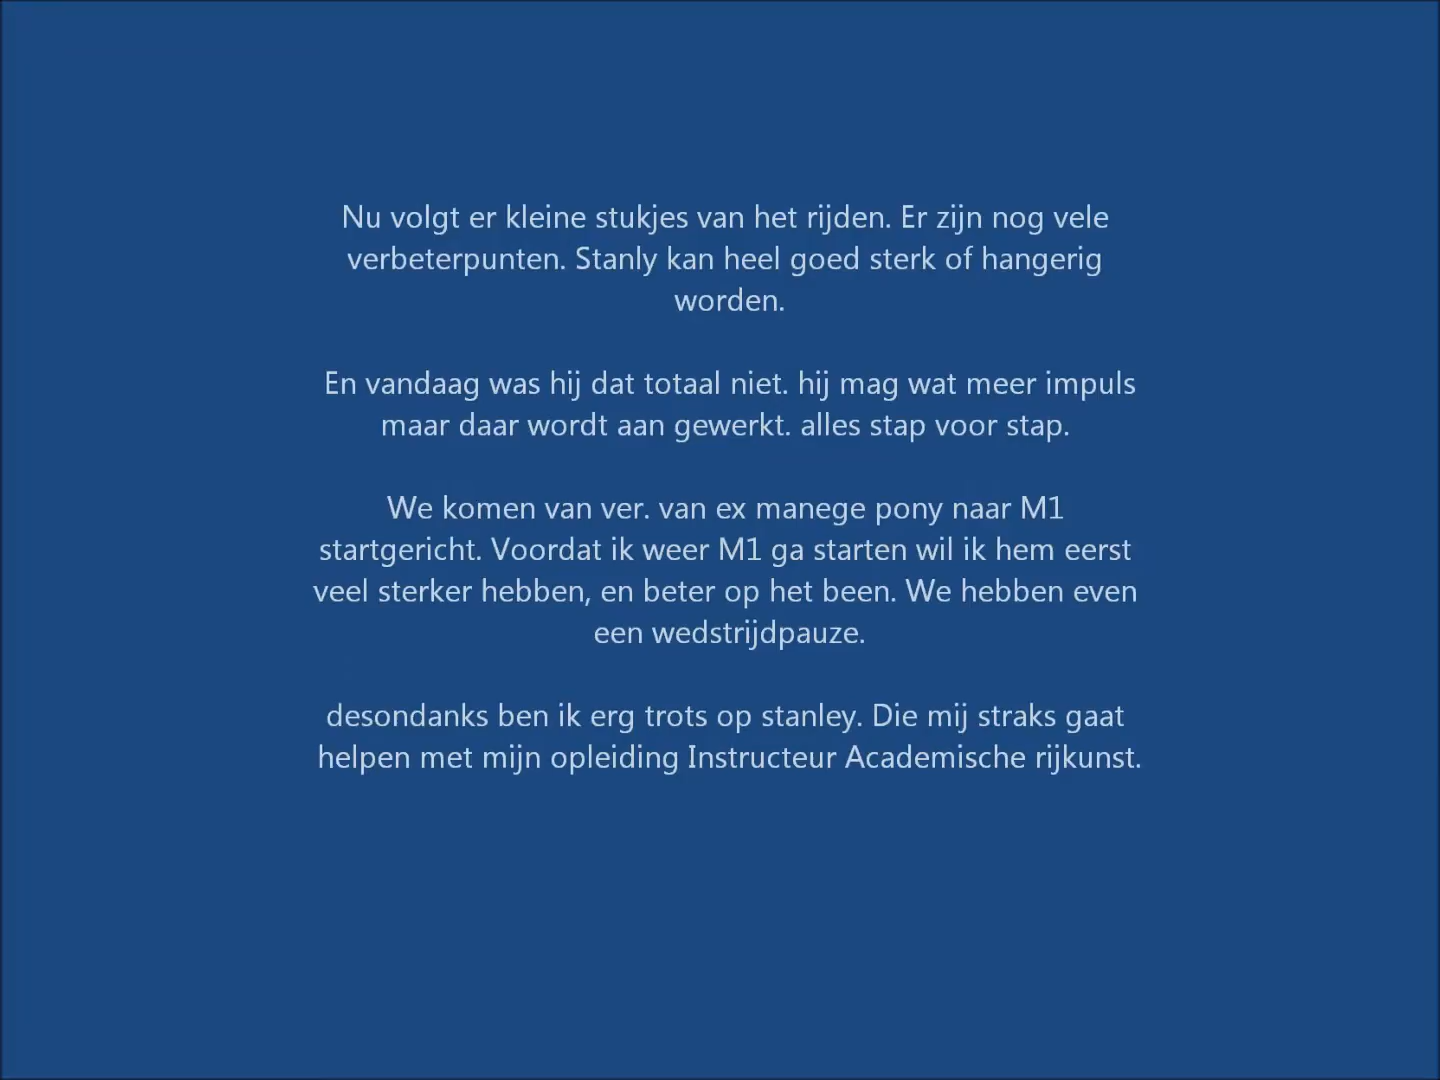 Nu volgt er kleine stukjes van het rijden. Er zijn nog vele
verbeterpunten. Stanly kan heel goed sterk of hangerig
worden.
En vandaag was hij dat totaal niet. hij mag wat meer impuls
maar daar wordt aan gewerkt. alles stap voor stap.
We komen van ver. van ex manege pony naar M1
startgericht. Voordat ik weer M1 ga starten wil ik hem eerst
veel sterker hebben, en beter op het been. We hebben even
een wedstrijdpauze.
desondanks ben ik erg trots op stanley. Die mij straks gaat
helpen met mijn opleiding Instructeur Academische rijkunst.